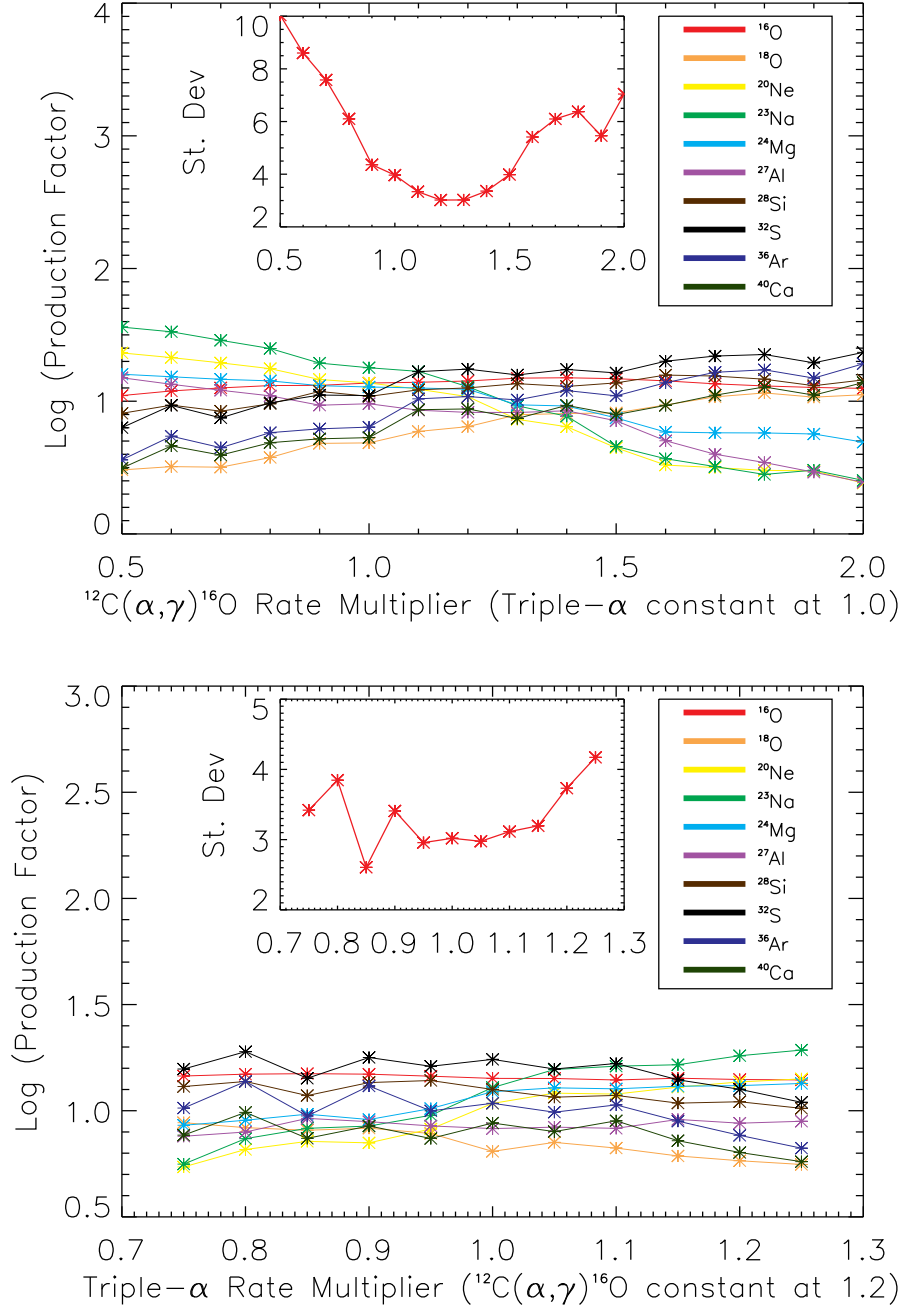 4
3
2
1
0
Log (Production Factor)
10
8
6
4
2
St. Dev
0.5 1.0 1.5 2.0
¹⁶O
¹⁸O
²⁰Ne
²³Na
²⁴Mg
²⁷Al
²⁸Si
³²S
³⁶Ar
⁴⁰Ca
0.5 1.0 1.5 2.0
¹²C(α,γ)¹⁶O Rate Multiplier (Triple-α constant at 1.0)
3.0
2.5
2.0
1.5
1.0
0.5
Log (Production Factor)
5
4
3
2
St. Dev
0.7 0.8 0.9 1.0 1.1 1.2 1.3
¹⁶O
¹⁸O
²⁰Ne
²³Na
²⁴Mg
²⁷Al
²⁸Si
³²S
³⁶Ar
⁴⁰Ca
0.7 0.8 0.9 1.0 1.1 1.2 1.3
Triple-α Rate Multiplier (¹²C(α,γ)¹⁶O constant at 1.2)